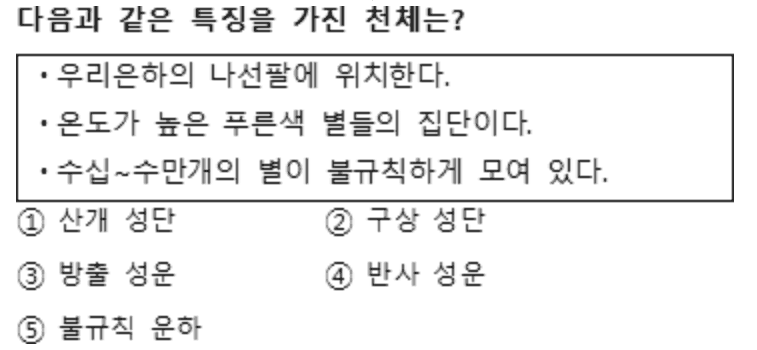 다음과 같은 특징을 가진 천체는?
• 우리은하의 나선팔에 위치한다.
• 온도가 높은 푸른색 별들의 집단이다.
• 수십~수만개의 별이 불규칙하게 모여 있다.
① 산개 성단 ② 구상 성단
③ 방출 성운 ④ 반사 성운
⑤ 불규칙 은하